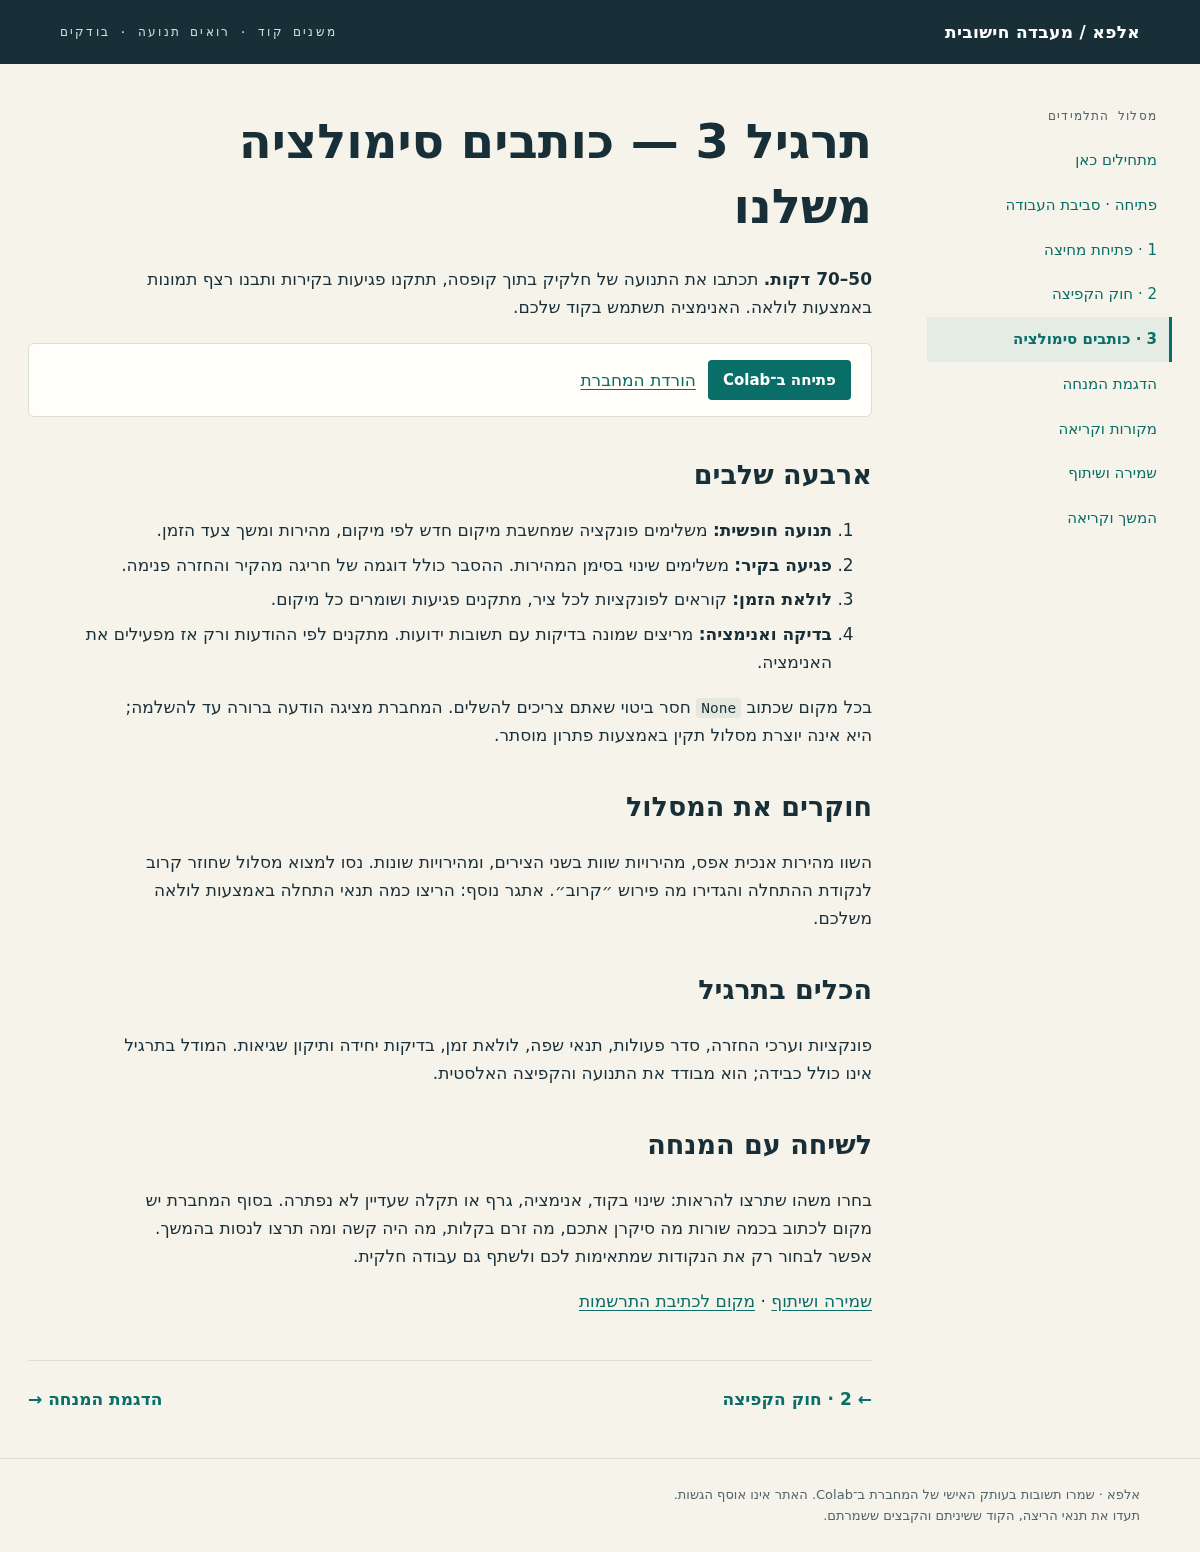 אלפא / מעבדה חישובית
משנים קוד · רואים תנועה · בודקים
מסלול התלמידים
מתחילים כאן
פתיחה · סביבת העבודה
1 · פתיחת מחיצה
2 · חוק הקפיצה
3 · כותבים סימולציה
הדגמת המנחה
מקורות וקריאה
שמירה ושיתוף
המשך וקריאה
תרגיל 3 — כותבים סימולציה
משלנו
50–70 דקות. תכתבו את התנועה של חלקיק בתוך קופסה, תתקנו פגיעות בקירות ותבנו רצף תמונות
באמצעות לולאה. האנימציה תשתמש בקוד שלכם.
פתיחה ב־Colab הורדת המחברת
ארבעה שלבים
1. תנועה חופשית: משלימים פונקציה שמחשבת מיקום חדש לפי מיקום, מהירות ומשך צעד הזמן.
2. פגיעה בקיר: משלימים שינוי בסימן המהירות. ההסבר כולל דוגמה של חריגה מהקיר והחזרה פנימה.
3. לולאת הזמן: קוראים לפונקציות לכל ציר, מתקנים פגיעות ושומרים כל מיקום.
4. בדיקה ואנימציה: מריצים שמונה בדיקות עם תשובות ידועות. מתקנים לפי ההודעות ורק אז מפעילים את
האנימציה.
בכל מקום שכתוב None חסר ביטוי שאתם צריכים להשלים. המחברת מציגה הודעה ברורה עד להשלמה;
היא אינה יוצרת מסלול תקין באמצעות פתרון מוסתר.
חוקרים את המסלול
השוו מהירות אנכית אפס, מהירויות שוות בשני הצירים, ומהירויות שונות. נסו למצוא מסלול שחוזר קרוב
לנקודת ההתחלה והגדירו מה פירוש ״קרוב״. אתגר נוסף: הריצו כמה תנאי התחלה באמצעות לולאה
משלכם.
הכלים בתרגיל
פונקציות וערכי החזרה, סדר פעולות, תנאי שפה, לולאת זמן, בדיקות יחידה ותיקון שגיאות. המודל בתרגיל
אינו כולל כבידה; הוא מבודד את התנועה והקפיצה האלסטית.
לשיחה עם המנחה
בחרו משהו שתרצו להראות: שינוי בקוד, אנימציה, גרף או תקלה שעדיין לא נפתרה. בסוף המחברת יש
מקום לכתוב בכמה שורות מה סיקרן אתכם, מה זרם בקלות, מה היה קשה ומה תרצו לנסות בהמשך.
אפשר לבחור רק את הנקודות שמתאימות לכם ולשתף גם עבודה חלקית.
שמירה ושיתוף · מקום לכתיבת התרשמות
← 2 · חוק הקפיצה
הדגמת המנחה →
אלפא · שמרו תשובות בעותק האישי של המחברת ב־Colab. האתר אינו אוסף הגשות.
תעדו את תנאי הריצה, הקוד ששיניתם והקבצים ששמרתם.